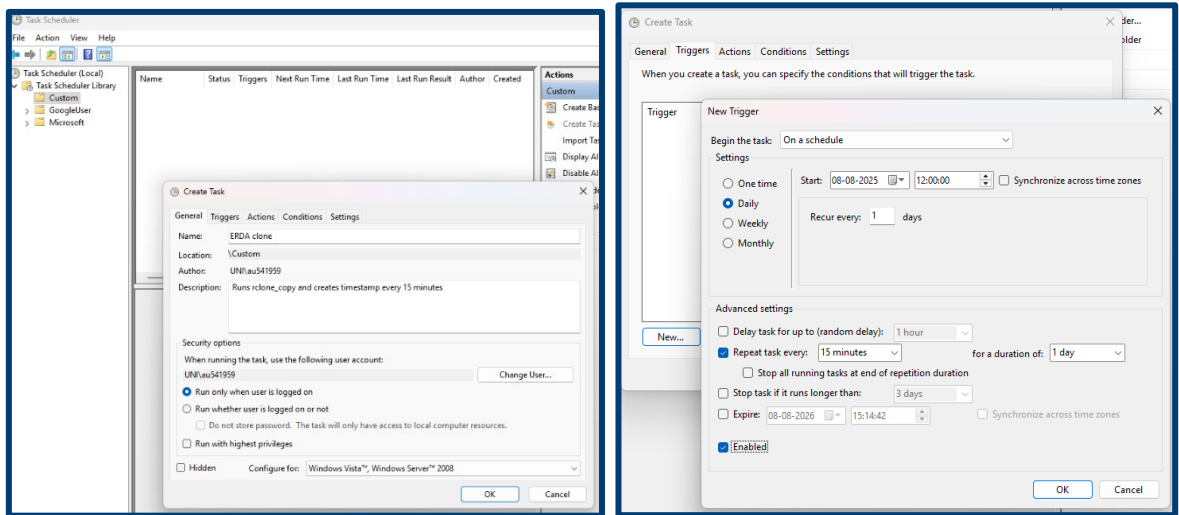 Task Scheduler
File Action View Help
Task Scheduler (Local)
Task Scheduler Library
Custom
GoogleUser
Microsoft
Name Status Triggers Next Run Time Last Run Time Last Run Result Author Created
Actions
Custom
Create Bas
Create Tas
Import Tas
Display Al
Disable Al
Create Task
General Triggers Actions Conditions Settings
Name: ERDA clone
Location: \Custom
Author: UNI\au541959
Description: Runs rclone_copy and creates timestamp every 15 minutes
Security options
When running the task, use the following user account:
UNI\au541959 Change User...
Run only when user is logged on
Run whether user is logged on or not
Do not store password. The task will only have access to local computer resources.
Run with highest privileges
Hidden Configure for: Windows Vista™, Windows Server™ 2008
OK Cancel
Create Task
der...
older
General Triggers Actions Conditions Settings
When you create a task, you can specify the conditions that will trigger the task.
Trigger
New...
New Trigger
Begin the task: On a schedule
Settings
One time Start: 08-08-2025 12:00:00 Synchronize across time zones
Daily Recur every: 1 days
Weekly
Monthly
Advanced settings
Delay task for up to (random delay): 1 hour
Repeat task every: 15 minutes for a duration of: 1 day
Stop all running tasks at end of repetition duration
Stop task if it runs longer than: 3 days
Expire: 08-08-2026 15:14:42 Synchronize across time zones
Enabled
OK Cancel